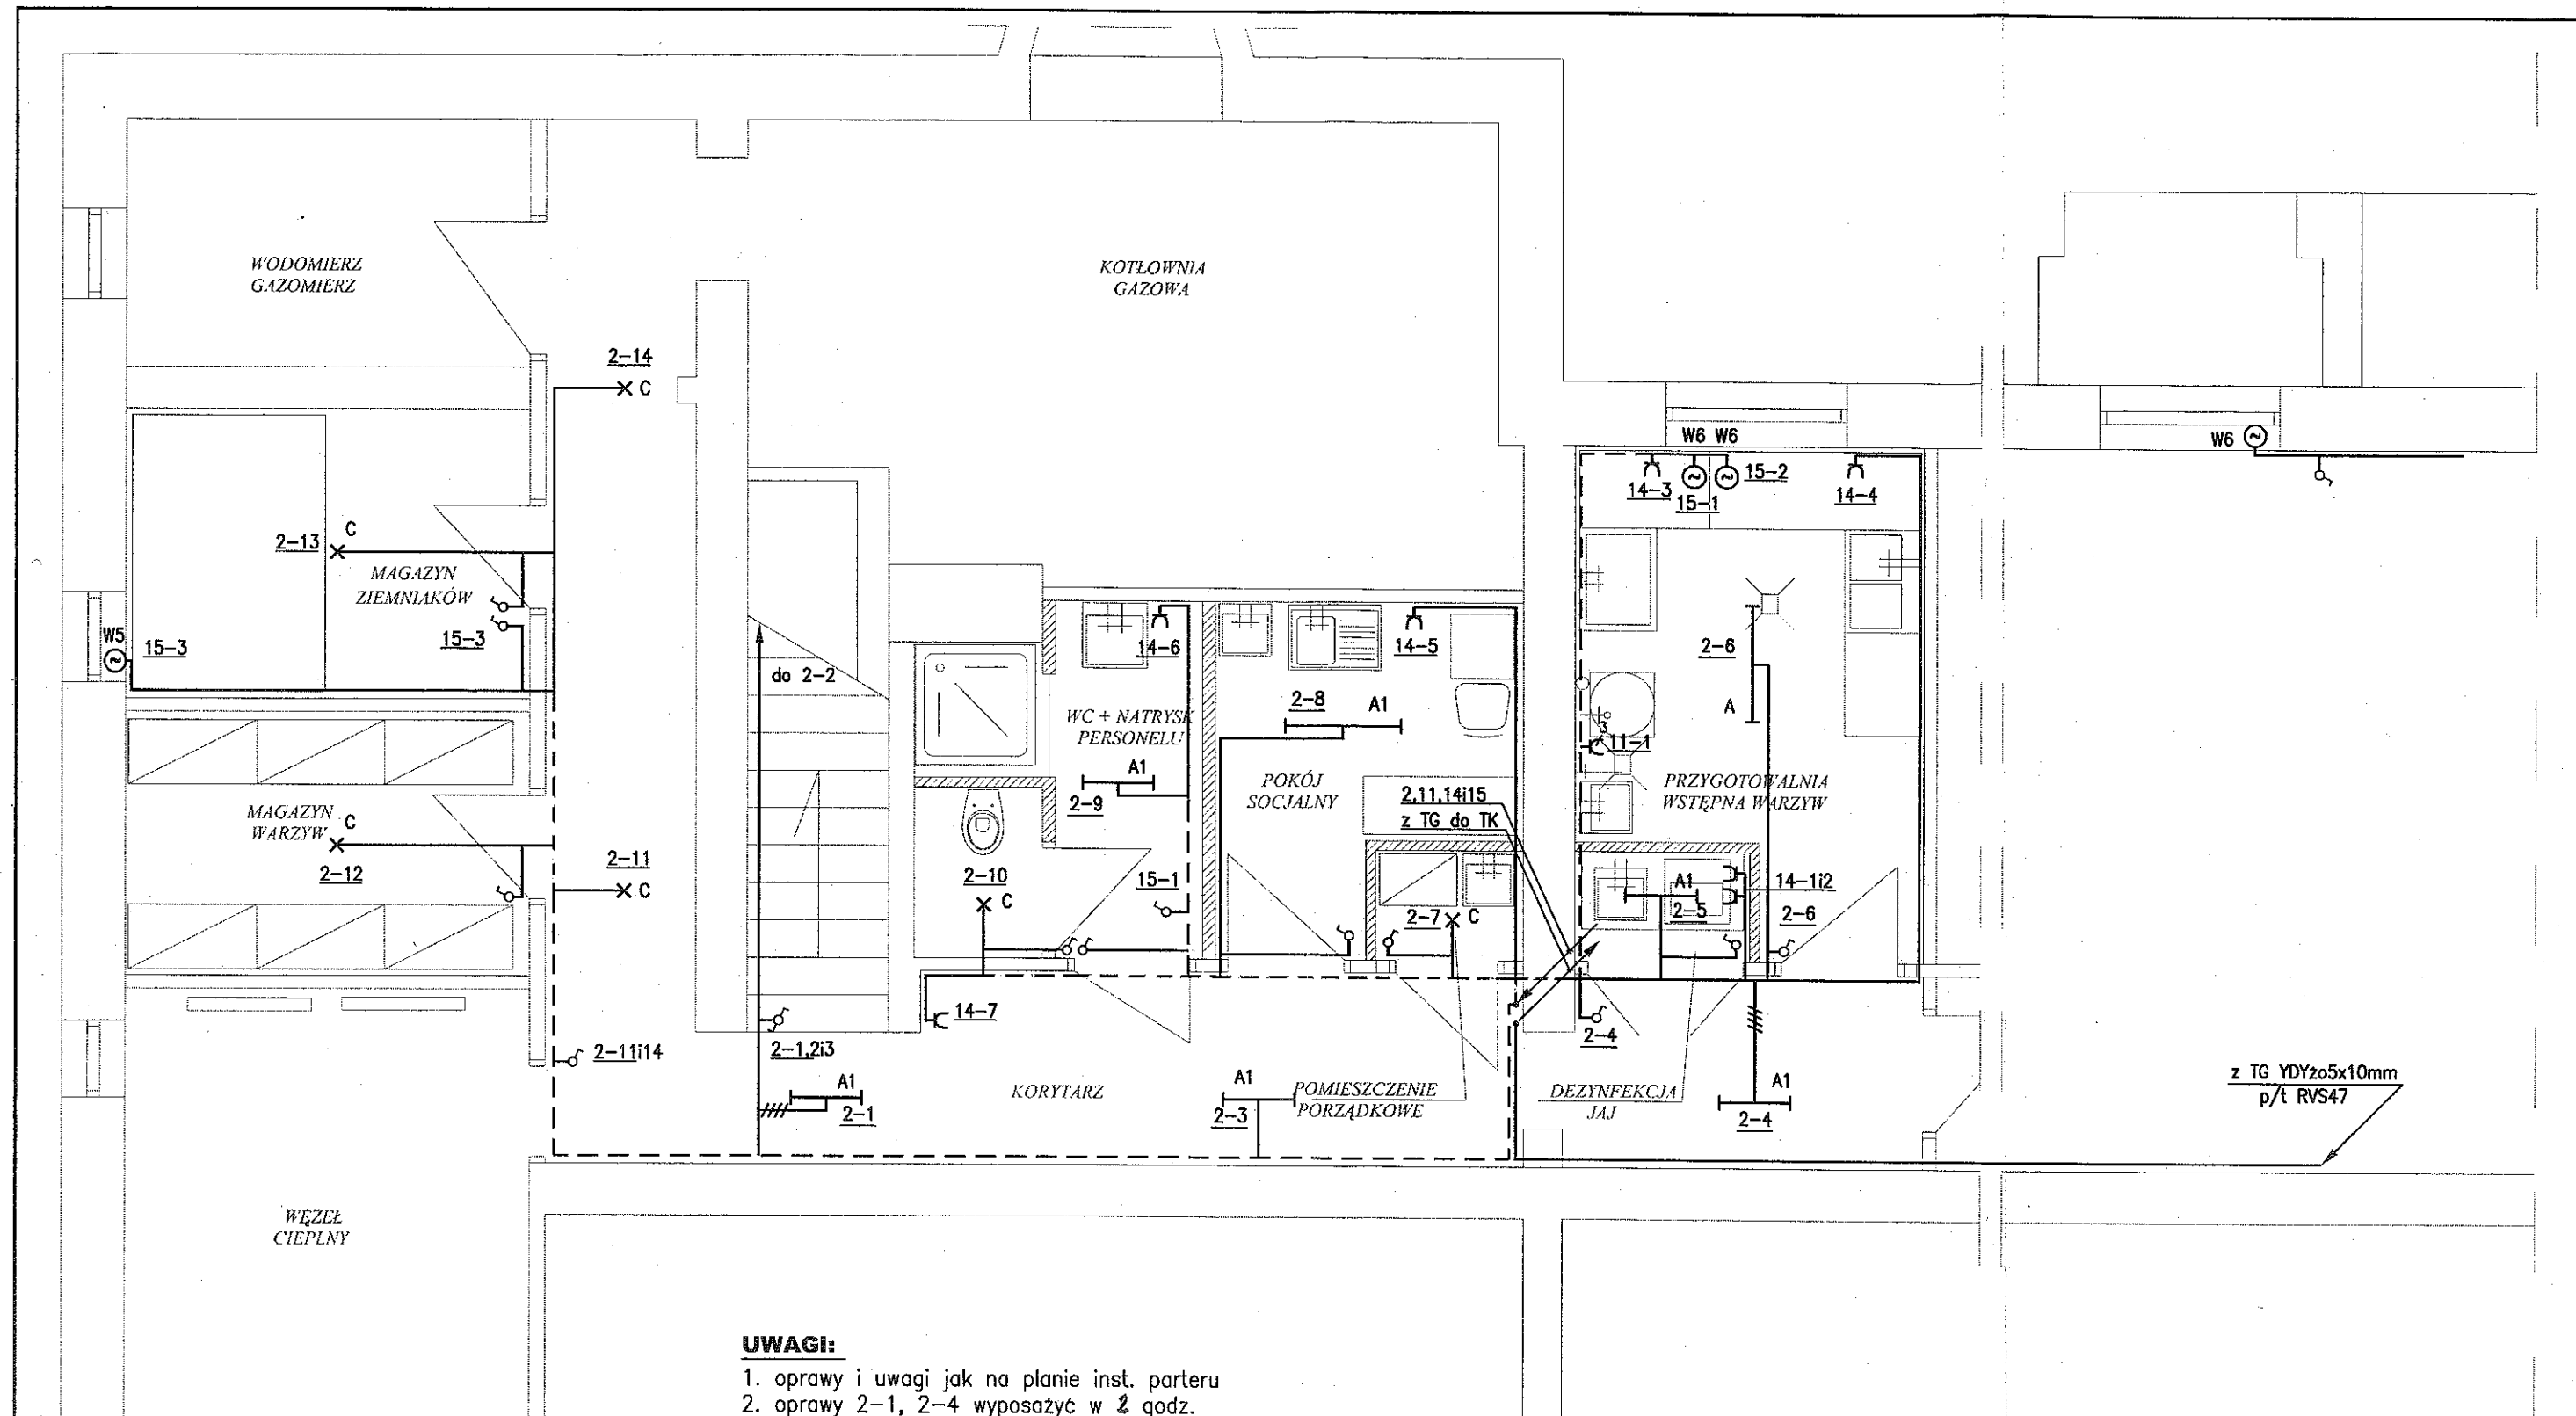 WODOMIERZ
GAZOMIERZ
KOTŁOWNIA
GAZOWA
2-14
C
W6 W6
14-3
15-1
15-2
14-4
W6
2-13
C
MAGAZYN
ZIEMNIAKÓW
W5
15-3
15-3
do 2-2
14-6
WC + NATRYSK
PERSONELU
A1
2-9
14-5
2-8
A1
POKÓJ
SOCJALNY
2-6
A
3
11-1
PRZYGOTOWALNIA
WSTĘPNA WARZYW
2,11,14i15
z TG do TK
MAGAZYN
WARZYW
C
2-12
2-11
C
2-10
C
15-1
2-7
C
A1
2-5
14-1i2
2-6
14-7
2-4
2-11i14
2-1,2i3
A1
2-1
KORYTARZ
A1
2-3
POMIESZCZENIE
PORZĄDKOWE
DEZYNFEKCJA
JAJ
A1
2-4
z TG YDYżo5x10mm
p/t RVS47
WĘZEŁ
CIEPLNY
UWAGI:
1. oprawy i uwagi jak na planie inst. parteru
2. oprawy 2-1, 2-4 wyposażyć w 2 godz.